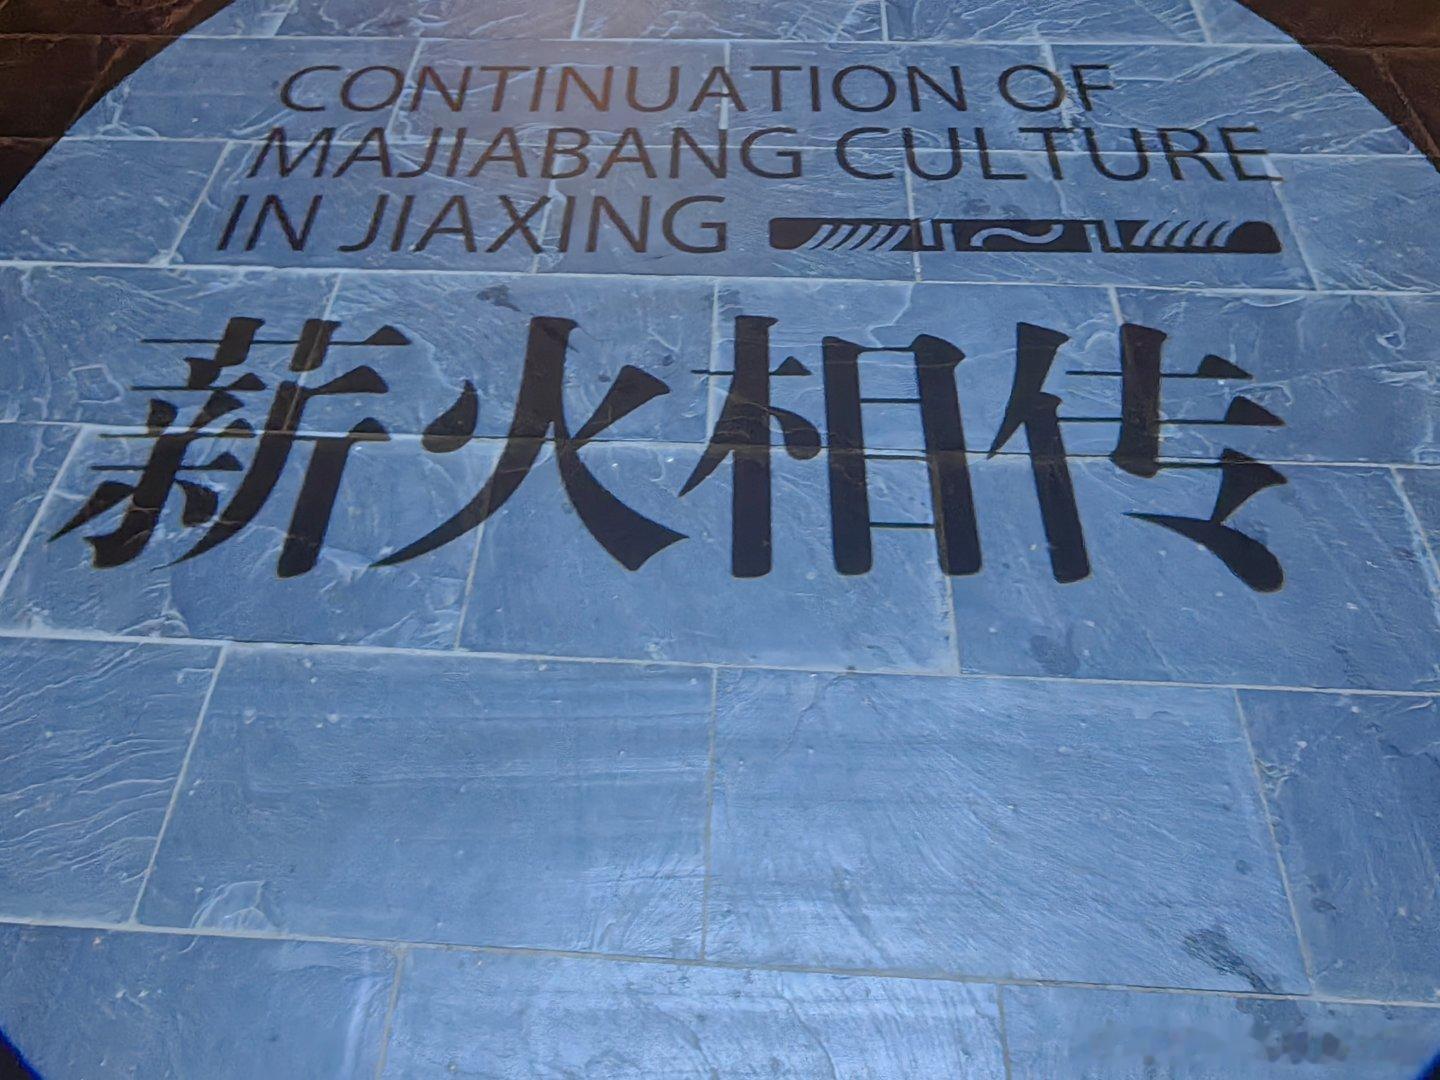 CONTINUATION OF
MAJIABANG CULTURE
IN JIAXING
薪火相传